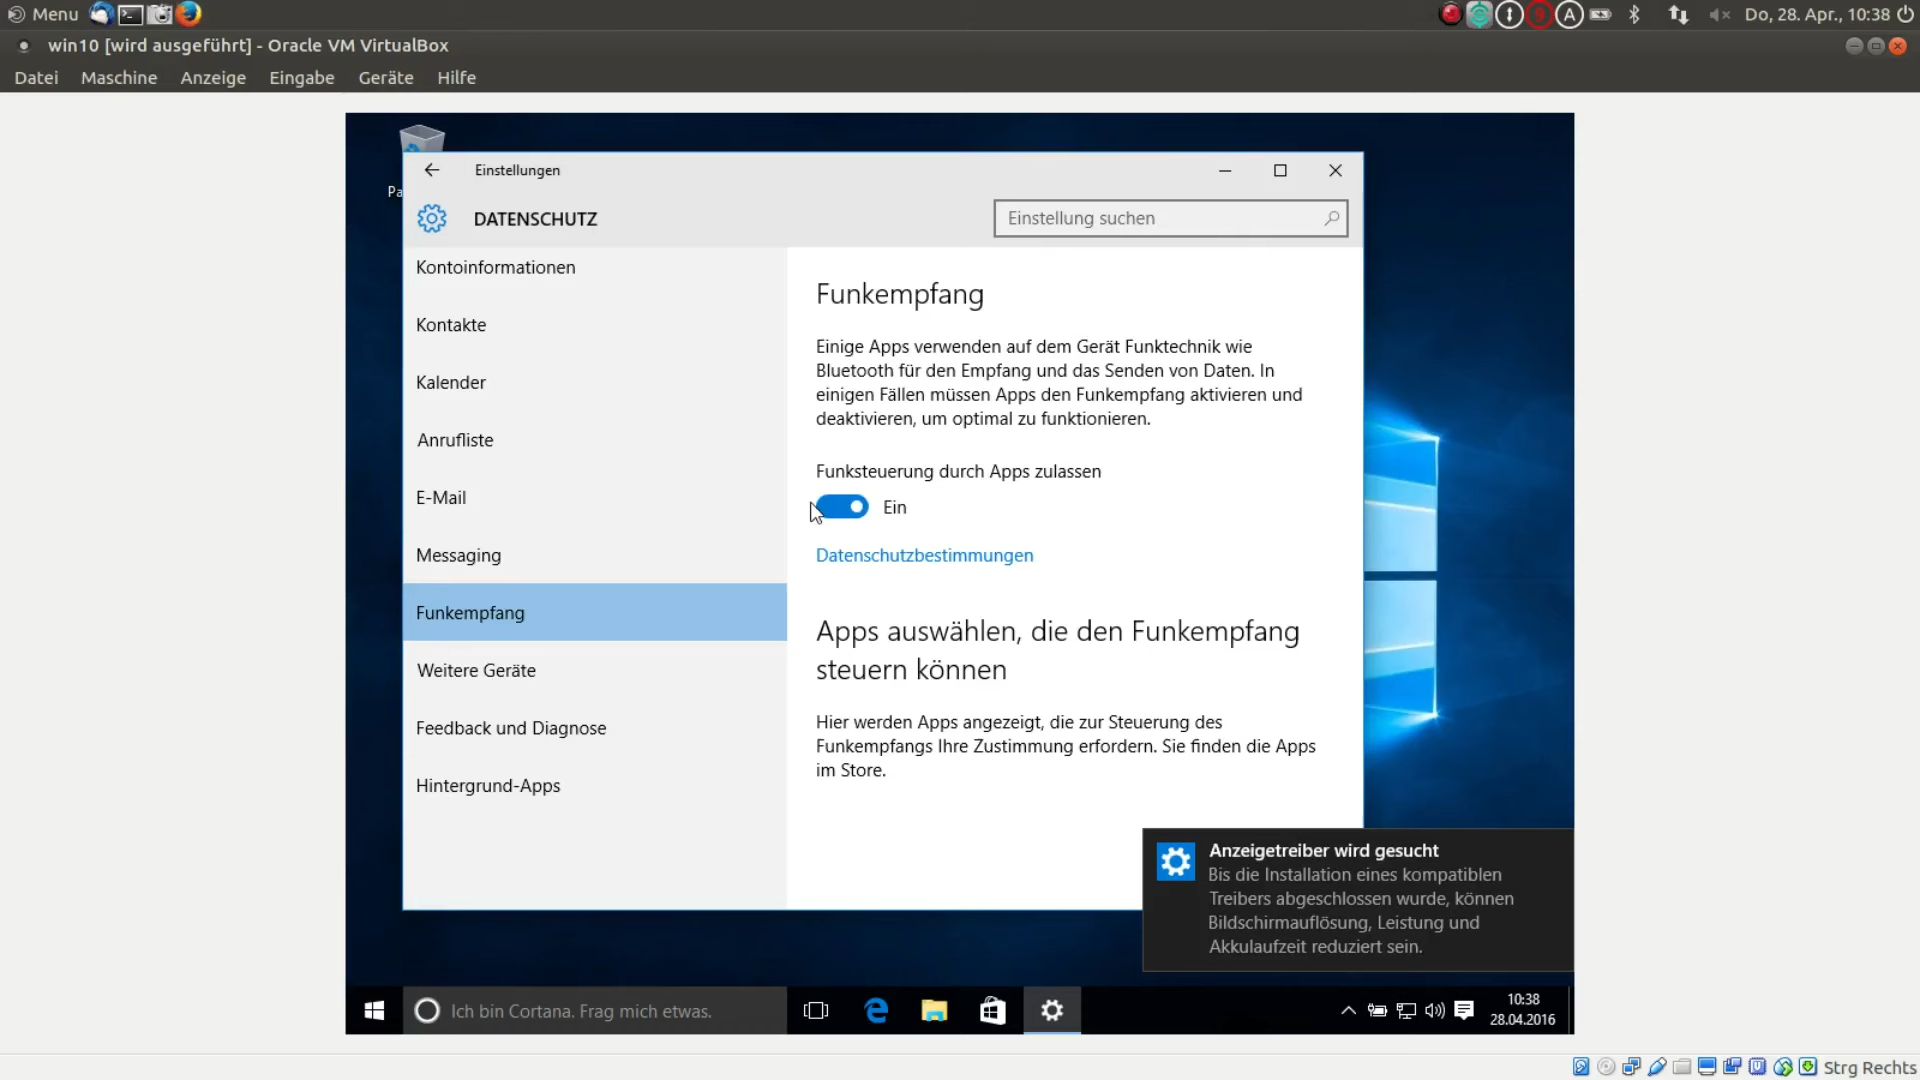 Menu
Do, 28. Apr., 10:38
win10 [wird ausgeführt] - Oracle VM VirtualBox
Datei Maschine Anzeige Eingabe Geräte Hilfe
Pa
Einstellungen
DATENSCHUTZ
Einstellung suchen
Kontoinformationen
Kontakte
Kalender
Anrufliste
E-Mail
Messaging
Funkempfang
Weitere Geräte
Feedback und Diagnose
Hintergrund-Apps
Funkempfang
Einige Apps verwenden auf dem Gerät Funktechnik wie
Bluetooth für den Empfang und das Senden von Daten. In
einigen Fällen müssen Apps den Funkempfang aktivieren und
deaktivieren, um optimal zu funktionieren.
Funksteuerung durch Apps zulassen
Ein
Datenschutzbestimmungen
Apps auswählen, die den Funkempfang
steuern können
Hier werden Apps angezeigt, die zur Steuerung des
Funkempfangs Ihre Zustimmung erfordern. Sie finden die Apps
im Store.
Anzeigetreiber wird gesucht
Bis die Installation eines kompatiblen
Treibers abgeschlossen wurde, können
Bildschirmauflösung, Leistung und
Akkulaufzeit reduziert sein.
Ich bin Cortana. Frag mich etwas.
10:38
28.04.2016
Strg Rechts